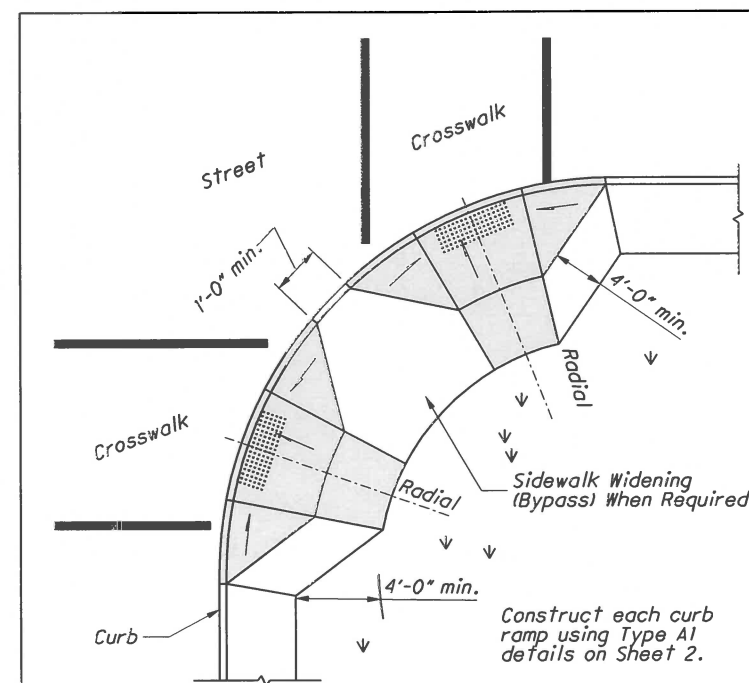 Crosswalk
Street
1'-0" min.
4'-0" min.
Radial
Crosswalk
Sidewalk Widening
(Bypass) When Required
Radial
4'-0" min.
Curb
Construct each curb
ramp using Type A1
details on Sheet 2.